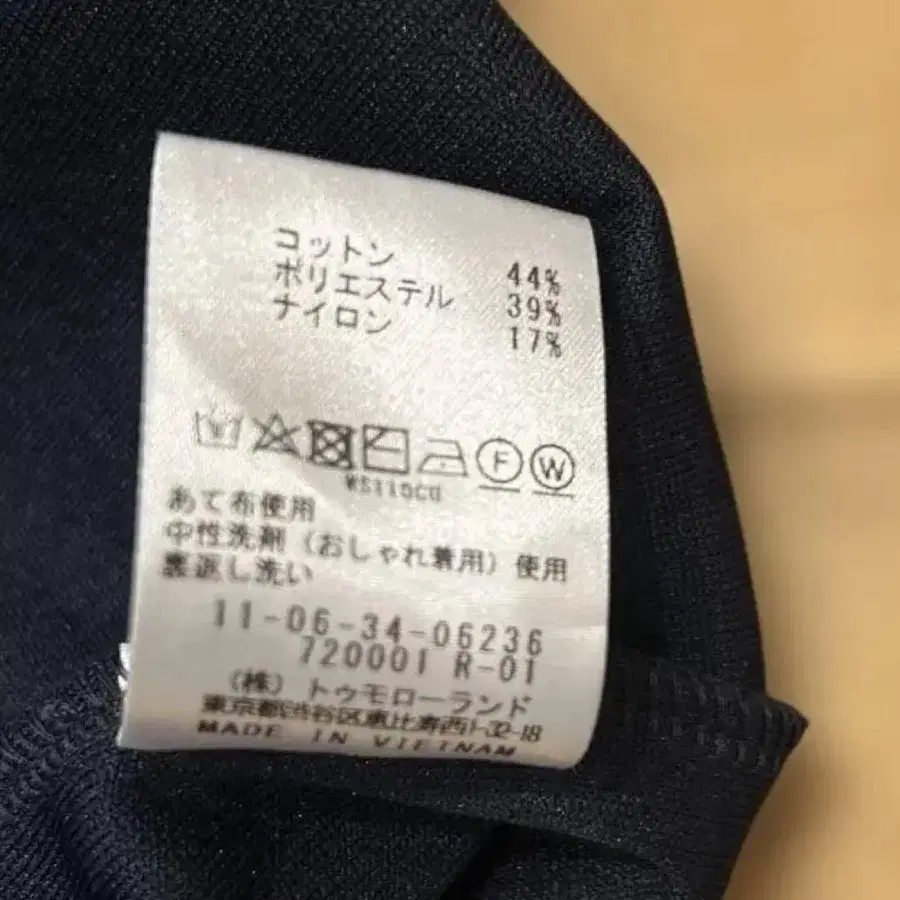 コットン 44%
ポリエステル 39%
ナイロン 17%
F W
WS110CU
あて布使用
中性洗剤（おしゃれ着用）使用
裏返し洗い
11-06-34-06236
720001 R-01
（株）トゥモローランド
東京都渋谷区恵比寿西1-32-18
MADE IN VIETNAM